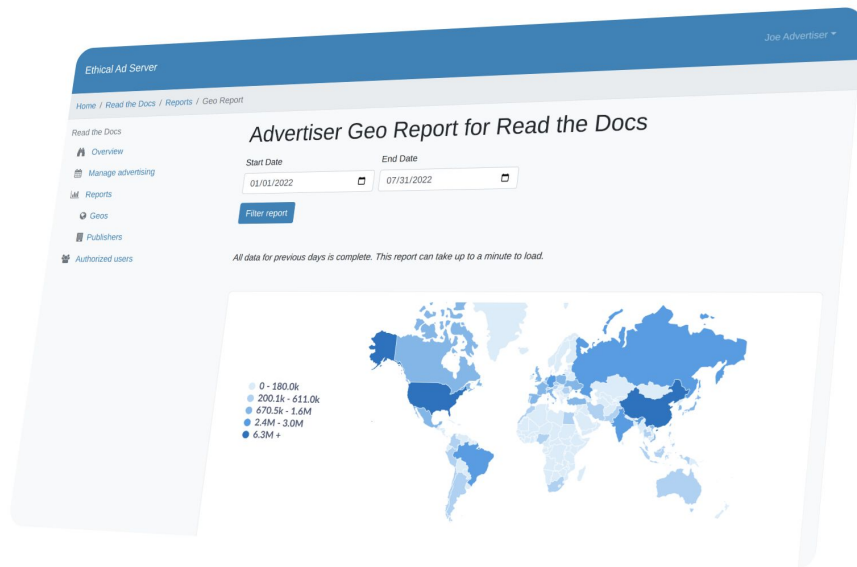 Ethical Ad Server
Joe Advertiser
Home / Read the Docs / Reports / Geo Report
Read the Docs
Overview
Manage advertising
Reports
Geos
Publishers
Authorized users
Advertiser Geo Report for Read the Docs
Start Date
End Date
01/01/2022
07/31/2022
Filter report
All data for previous days is complete. This report can take up to a minute to load.
0 - 180.0k
200.1k - 611.0k
670.5k - 1.6M
2.4M - 3.0M
6.3M +